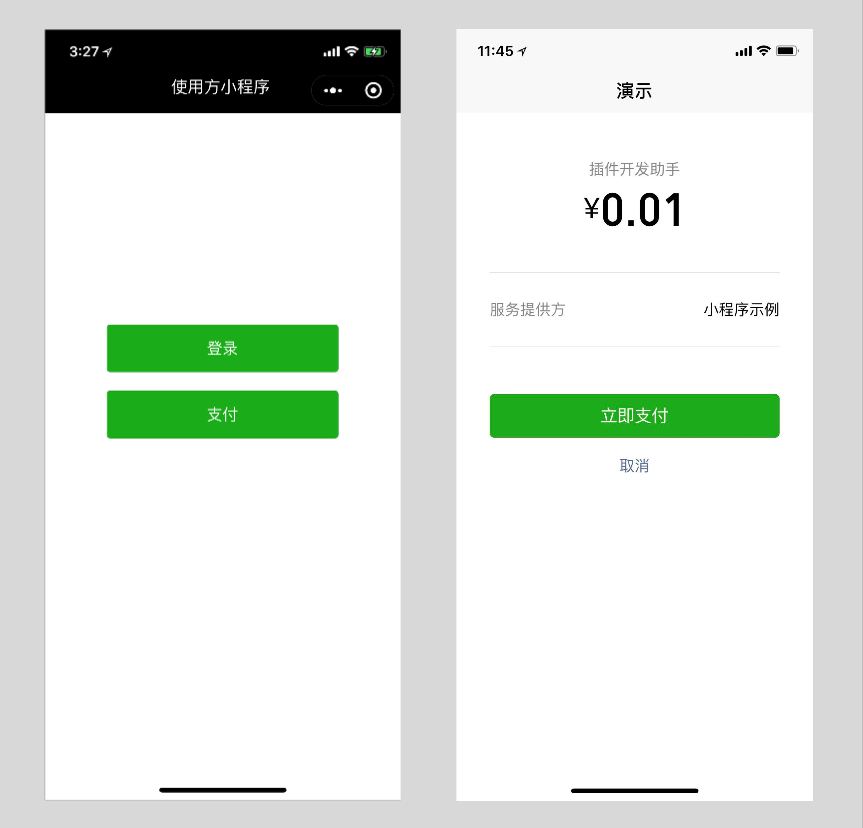 3:27
使用方小程序
登录
支付
11:45
演示
插件开发助手
¥0.01
服务提供方 小程序示例
立即支付
取消